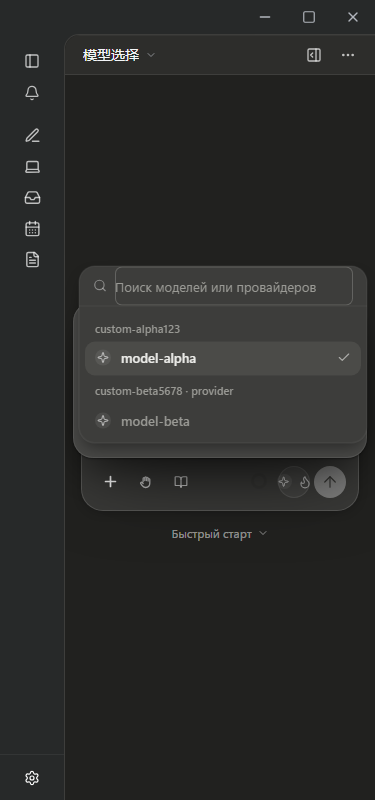 模型选择
Поиск моделей или провайдеров
custom-alpha123
model-alpha
custom-beta5678 · provider
model-beta
Быстрый старт